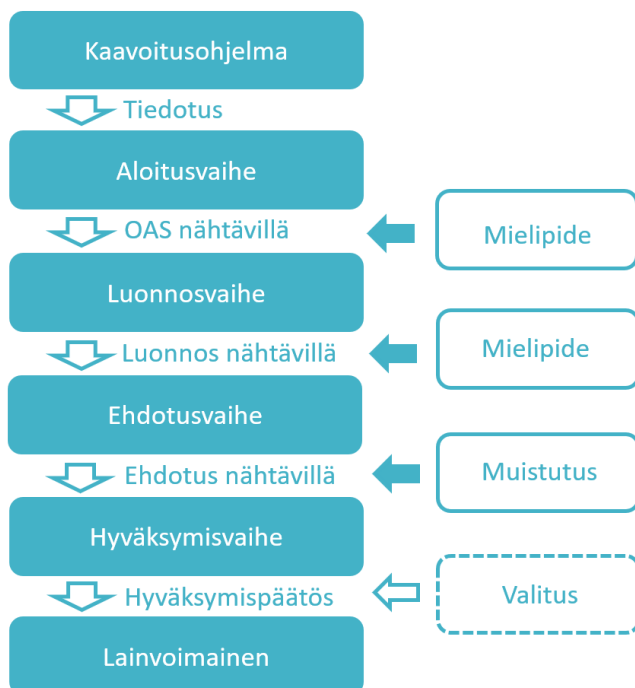 Kaavoitusohjelma
Tiedotus
Aloitusvaihe
OAS nähtävillä
Mielipide
Luonnosvaihe
Luonnos nähtävillä
Mielipide
Ehdotusvaihe
Ehdotus nähtävillä
Muistutus
Hyväksymisvaihe
Hyväksymispäätös
Valitus
Lainvoimainen